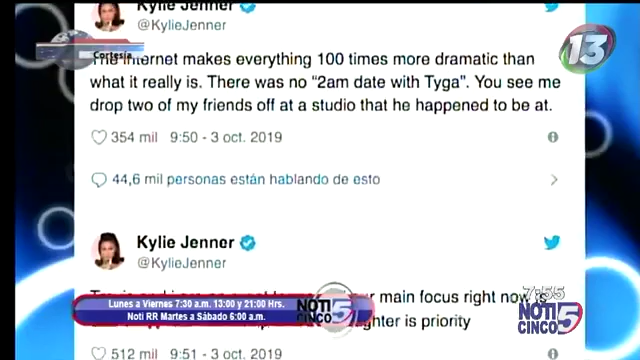 Kylie Jenner
@KylieJenner
Cortesía
13
The internet makes everything 100 times more dramatic than
what it really is. There was no “2am date with Tyga”. You see me
drop two of my friends off at a studio that he happened to be at.
354 mil 9:50 - 3 oct. 2019
44,6 mil personas están hablando de esto
Kylie Jenner
@KylieJenner
main focus right now is
priority
Lunes a Viernes 7:30 a.m. 13:00 y 21:00 Hrs.
Noti RR Martes a Sábado 6:00 a.m.
NOTI
CINCO
5
7:55
NOTI
CINCO
5
512 mil 9:51 - 3 oct. 2019